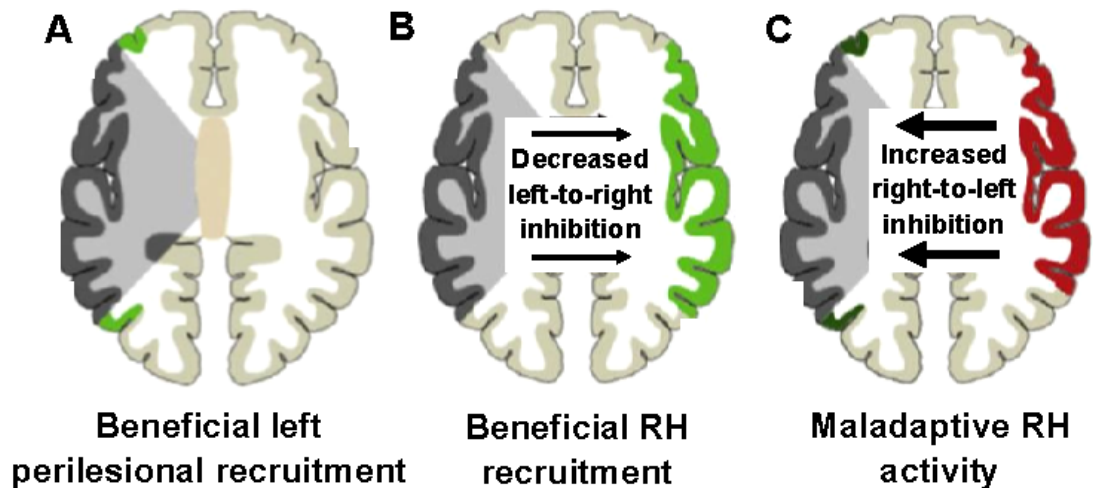 A
B
C
Decreased
left-to-right
inhibition
Increased
right-to-left
inhibition
Beneficial left
perilesional recruitment
Beneficial RH
recruitment
Maladaptive RH
activity